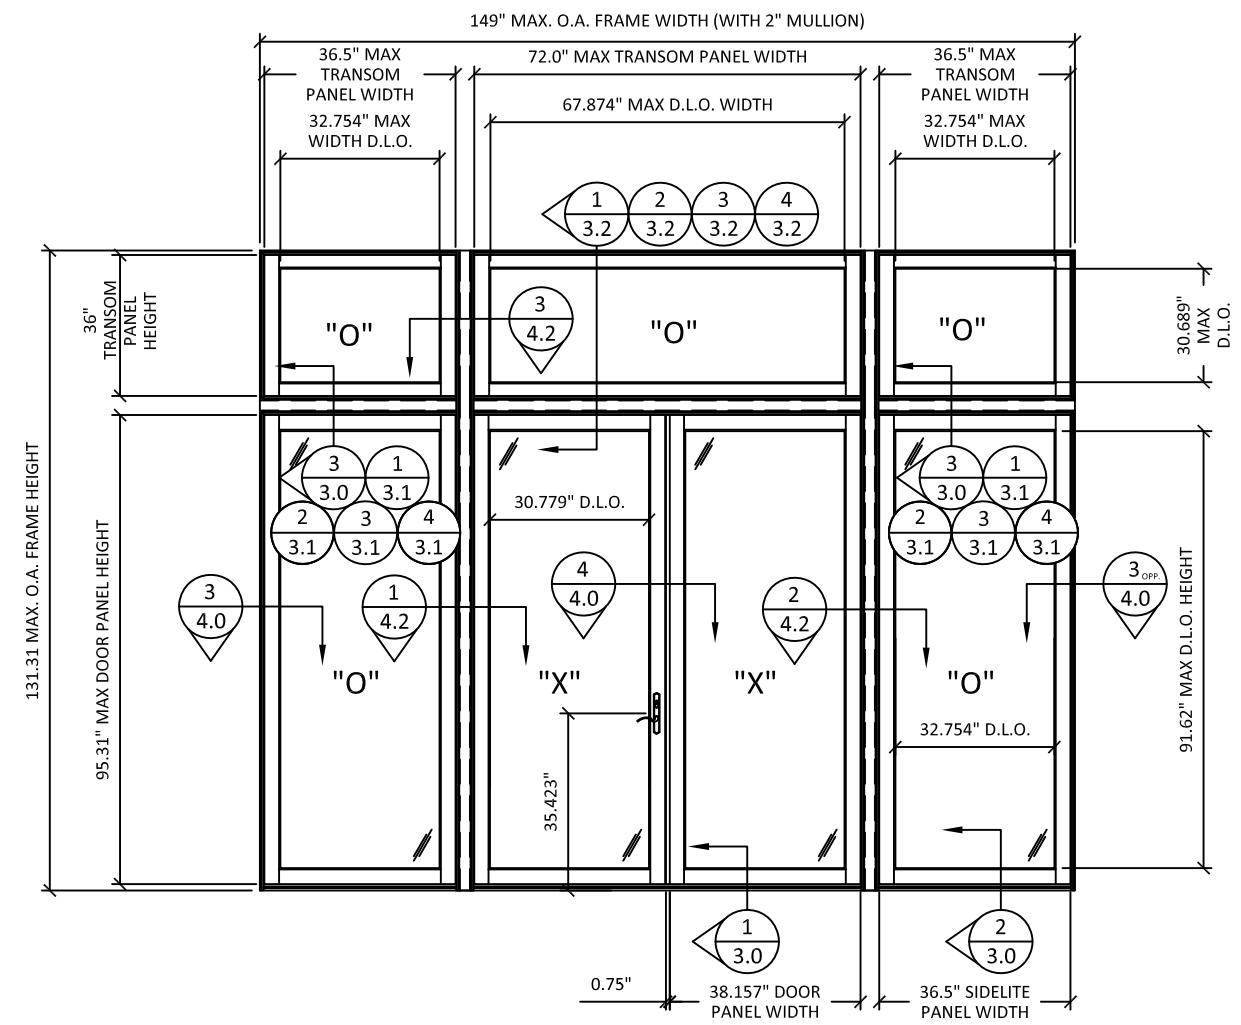 149" MAX. O.A. FRAME WIDTH (WITH 2" MULLION)
36.5" MAX
TRANSOM
PANEL WIDTH
72.0" MAX TRANSOM PANEL WIDTH
36.5" MAX
TRANSOM
PANEL WIDTH
67.874" MAX D.L.O. WIDTH
32.754" MAX
WIDTH D.L.O.
32.754" MAX
WIDTH D.L.O.
1 2 3 4
3.2 3.2 3.2 3.2
36"
TRANSOM
PANEL
HEIGHT
"O"
3
4.2
"O"
"O"
30.689"
MAX
D.L.O.
131.31 MAX. O.A. FRAME HEIGHT
95.31" MAX DOOR PANEL HEIGHT
3 1
3.0 3.1
2 3 4
3.1 3.1 3.1
30.779" D.L.O.
3 1
3.0 3.1
2 3 4
3.1 3.1 3.1
91.62" MAX D.L.O. HEIGHT
3
4.0
1
4.2
4
4.0
2
4.2
3 OPP.
4.0
"O"
"X"
"X"
"O"
32.754" D.L.O.
35.423"
1
3.0
2
3.0
0.75"
38.157" DOOR
PANEL WIDTH
36.5" SIDELITE
PANEL WIDTH